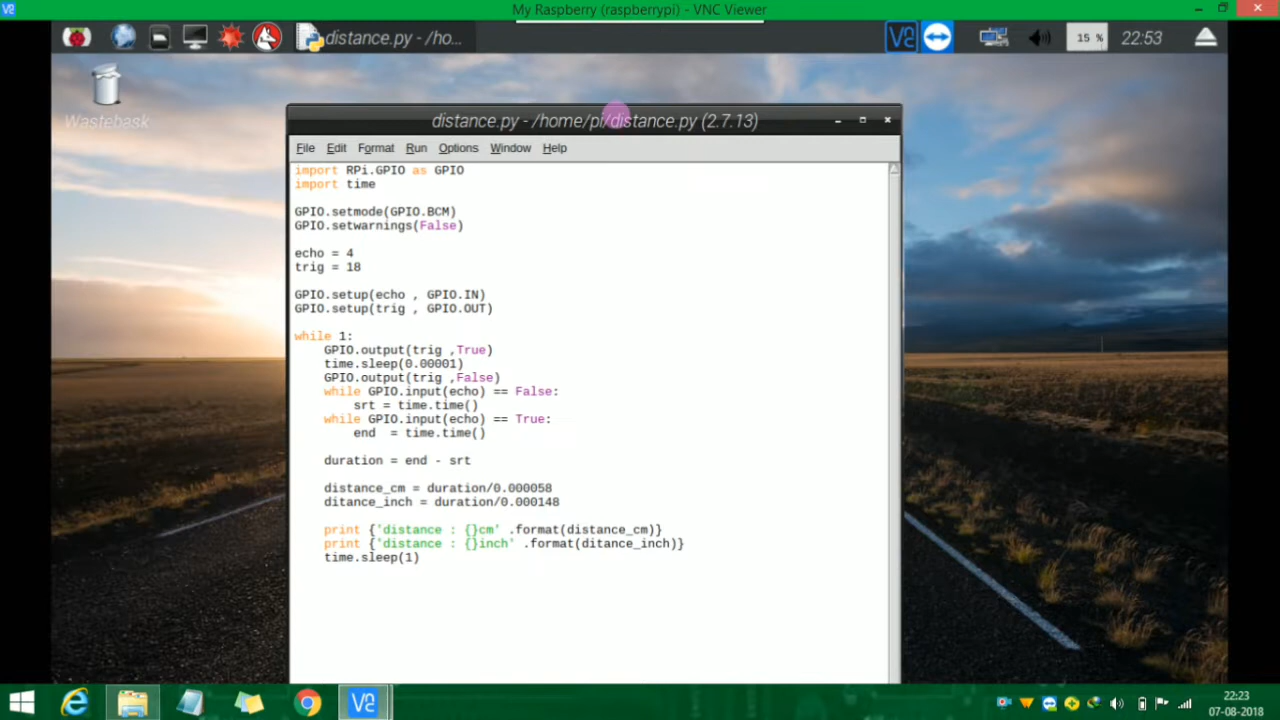 My Raspberry (raspberrypi) - VNC Viewer
distance.py - /ho...
15 %
22:53
Wastebask
distance.py - /home/pi/distance.py (2.7.13)
File Edit Format Run Options Window Help
import RPi.GPIO as GPIO
import time
GPIO.setmode(GPIO.BCM)
GPIO.setwarnings(False)
echo = 4
trig = 18
GPIO.setup(echo , GPIO.IN)
GPIO.setup(trig , GPIO.OUT)
while 1:
    GPIO.output(trig ,True)
    time.sleep(0.00001)
    GPIO.output(trig ,False)
    while GPIO.input(echo) == False:
        srt = time.time()
    while GPIO.input(echo) == True:
        end  = time.time()
    duration = end - srt
    distance_cm = duration/0.000058
    ditance_inch = duration/0.000148
    print {'distance : {}cm' .format(distance_cm)}
    print {'distance : {}inch' .format(ditance_inch)}
    time.sleep(1)
22:23
07-08-2018